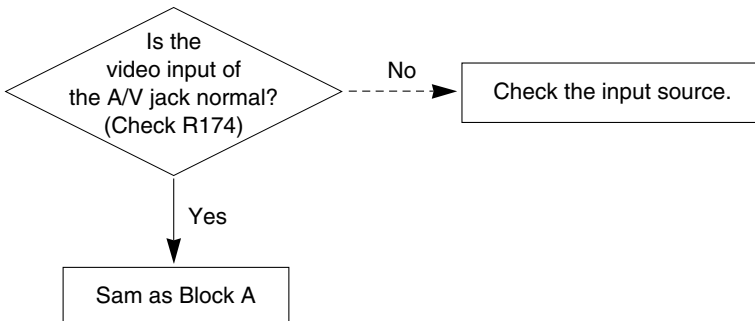 Is the
video input of
the A/V jack normal?
(Check R174)
No
Check the input source.
Yes
Sam as Block A